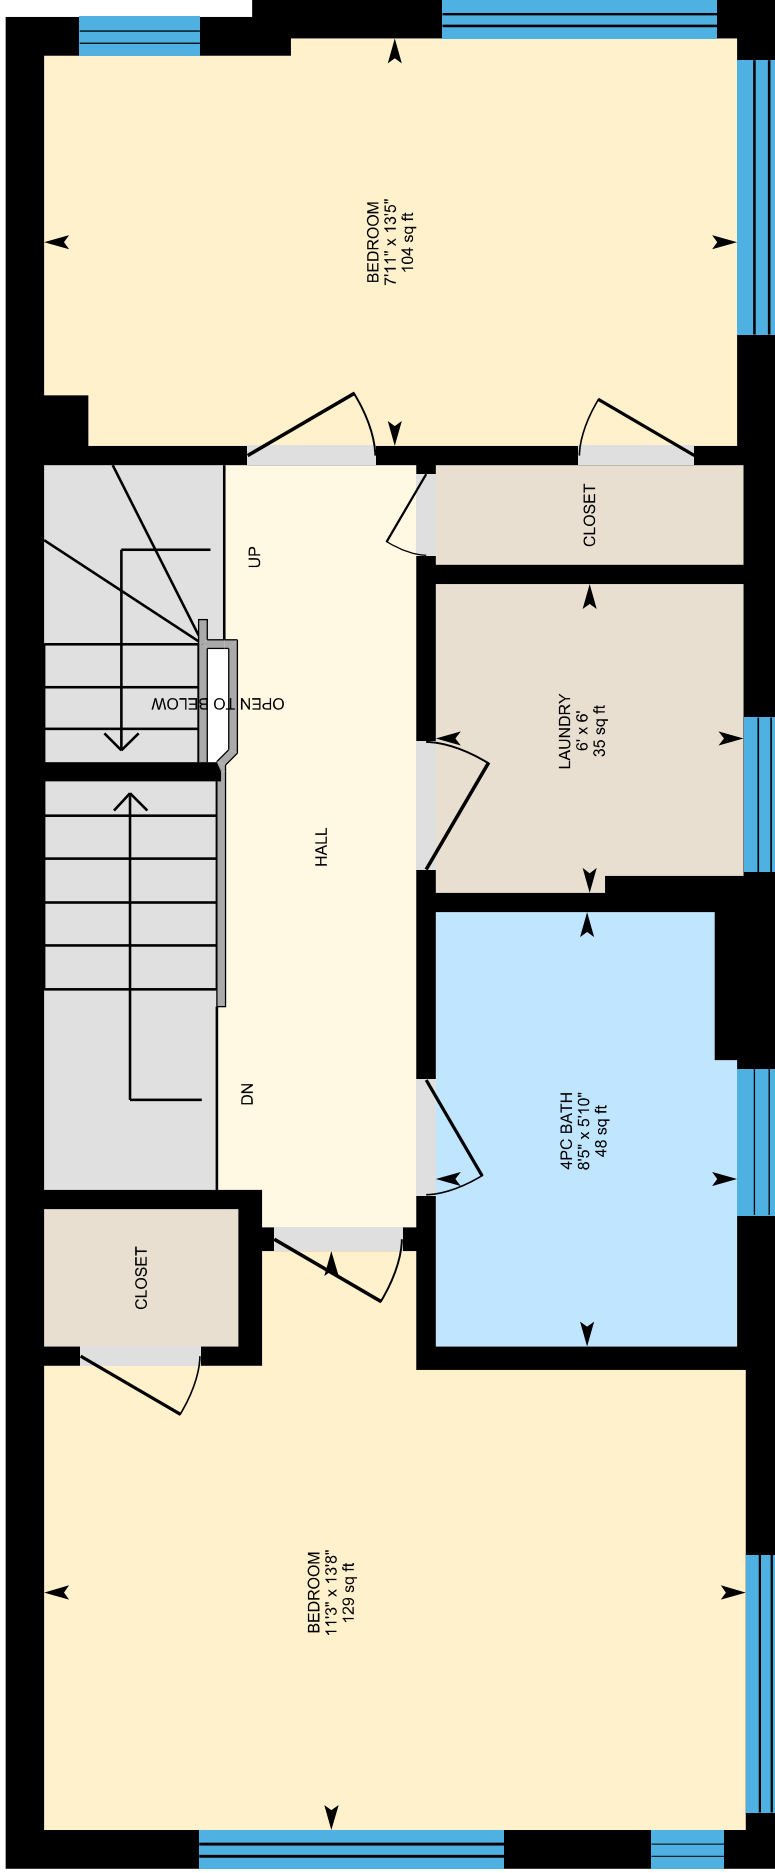 BEDROOM
7'11" x 13'5"
104 sq ft
CLOSET
UP
OPEN TO BELOW
LAUNDRY
6' x 6'
35 sq ft
HALL
DN
4PC BATH
8'5" x 5'10"
48 sq ft
CLOSET
BEDROOM
11'3" x 13'8"
129 sq ft